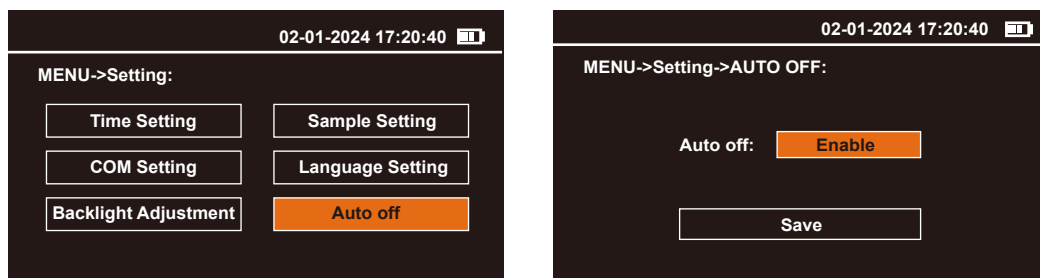 02-01-2024 17:20:40
MENU->Setting:
Time Setting
Sample Setting
COM Setting
Language Setting
Backlight Adjustment
Auto off
02-01-2024 17:20:40
MENU->Setting->AUTO OFF:
Auto off: Enable
Save